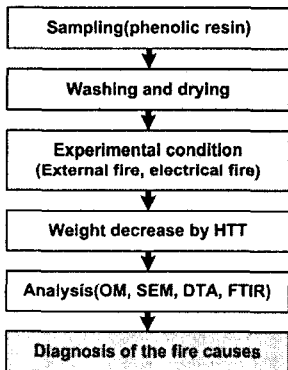 Sampling(phenolic resin)
Washing and drying
Experimental condition
(External fire, electrical fire)
Weight decrease by HTT
Analysis(OM, SEM, DTA, FTIR)
Diagnosis of the fire causes